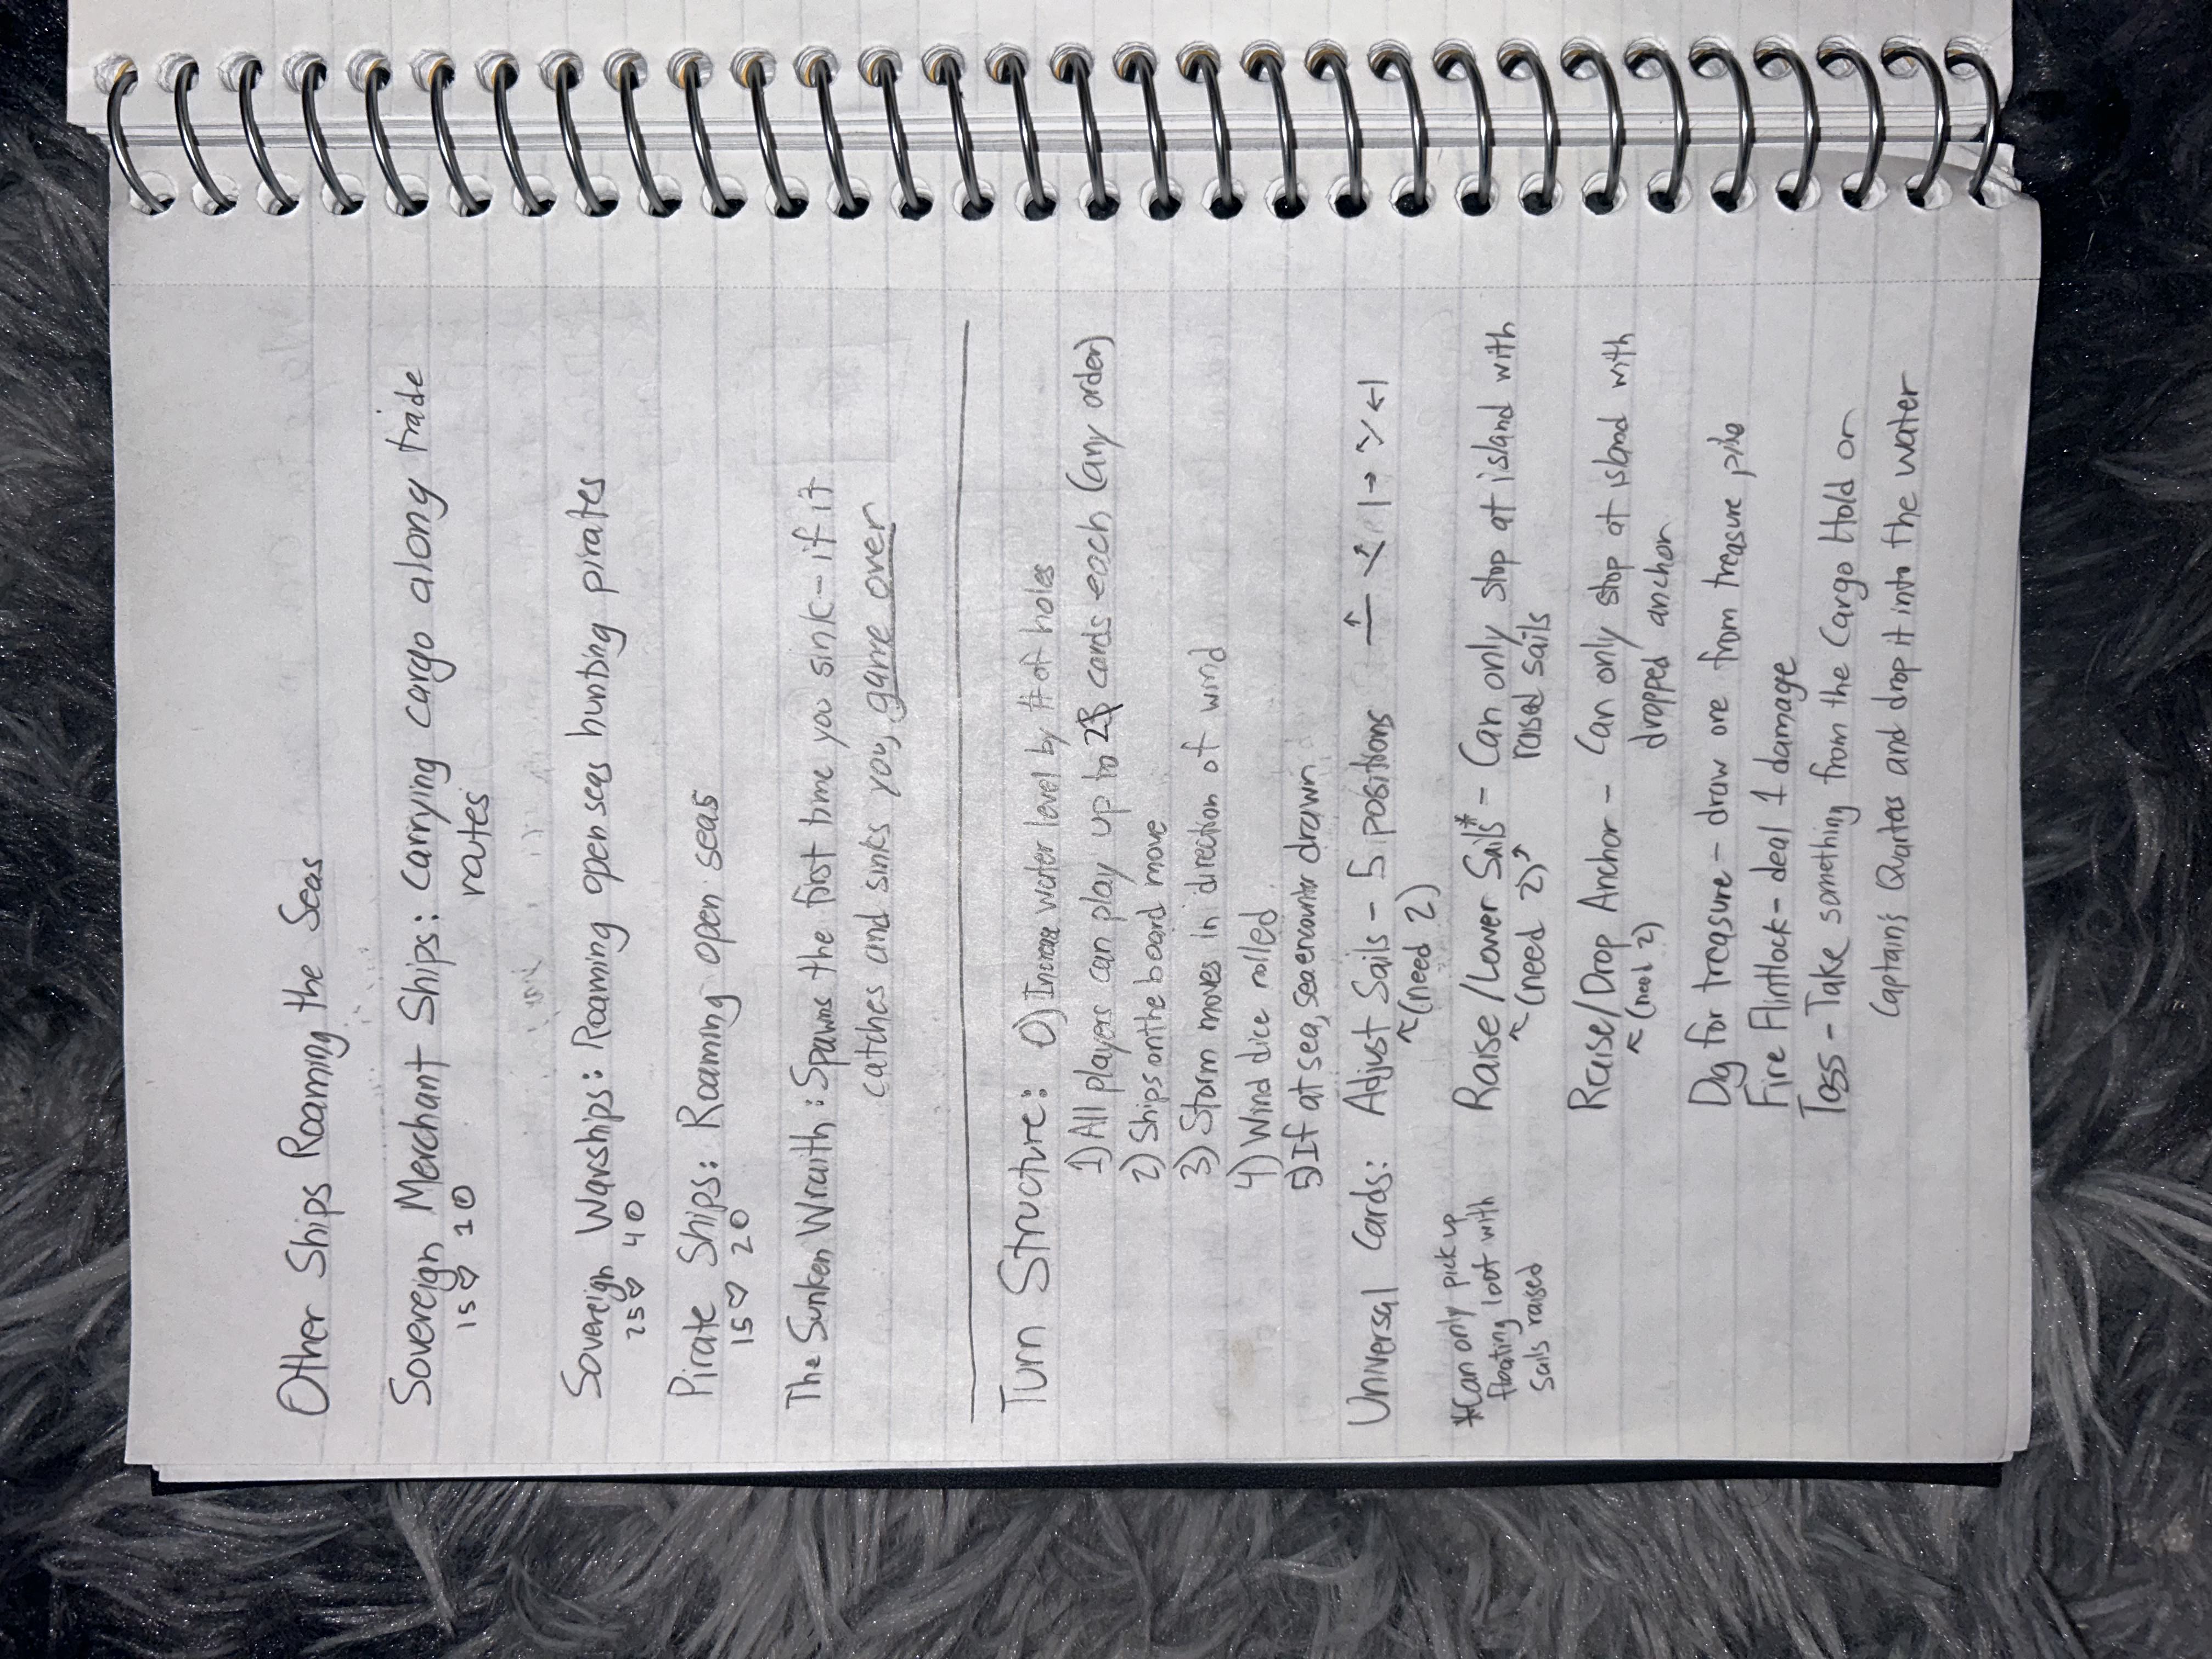 Other Ships Roaming the Seas
Sovereign Merchant Ships: Carrying cargo along trade
15♡ 1O
routes
Sovereign Warships: Roaming open seas hunting pirates
25♡ 4O
Pirate Ships: Roaming open seas
15♡ 2O
The Sunken Wraith: Spawns the first time you sink – if it
catches and sinks you, game over
Turn Structure: 0) Increase water level by # of holes
1) All players can play up to 2 cards each (any order)
2) Ships on the board move
3) Storm moves in direction of wind
4) Wind dice rolled
5) If at sea, sea encounter drawn
Universal Cards: Adjust Sails – 5 positions
↖(need 2)
*Can only pick up
floating loot with
sails raised
Raise/Lower Sails* – Can only stop at island with
↖(need 2)↗ raised sails
Raise/Drop Anchor – Can only stop at island with
↖(need 2) dropped anchor
Dig for treasure – draw one from treasure pile
Fire Flintlock – deal 1 damage
Toss – Take something from the Cargo Hold or
Captain's Quarters and drop it into the water